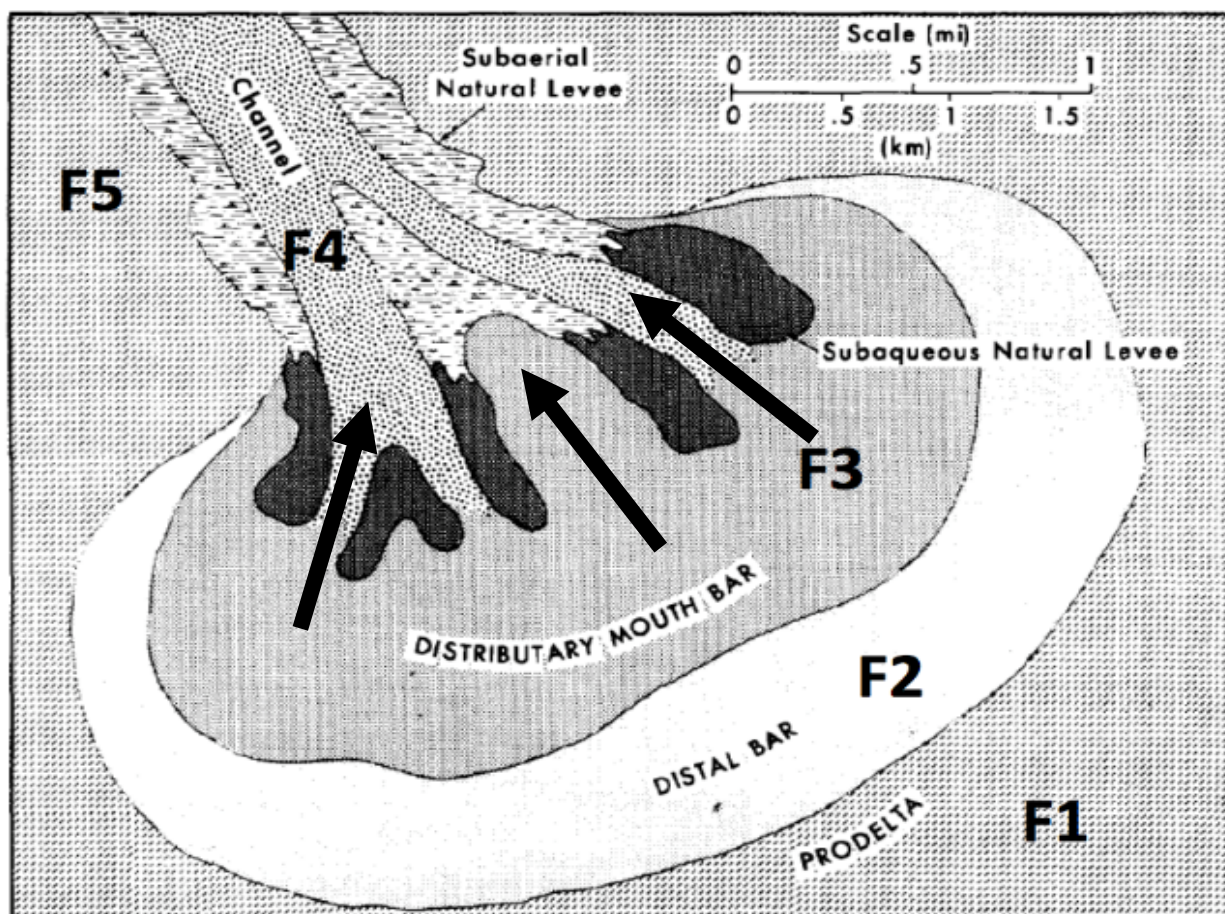 Scale (mi)
0 .5 1
0 .5 1 1.5
(km)
Subaerial
Natural Levee
Channel
F5
F4
Subaqueous Natural Levee
F3
DISTRIBUTARY MOUTH BAR
F2
DISTAL BAR
F1
PRODELTA